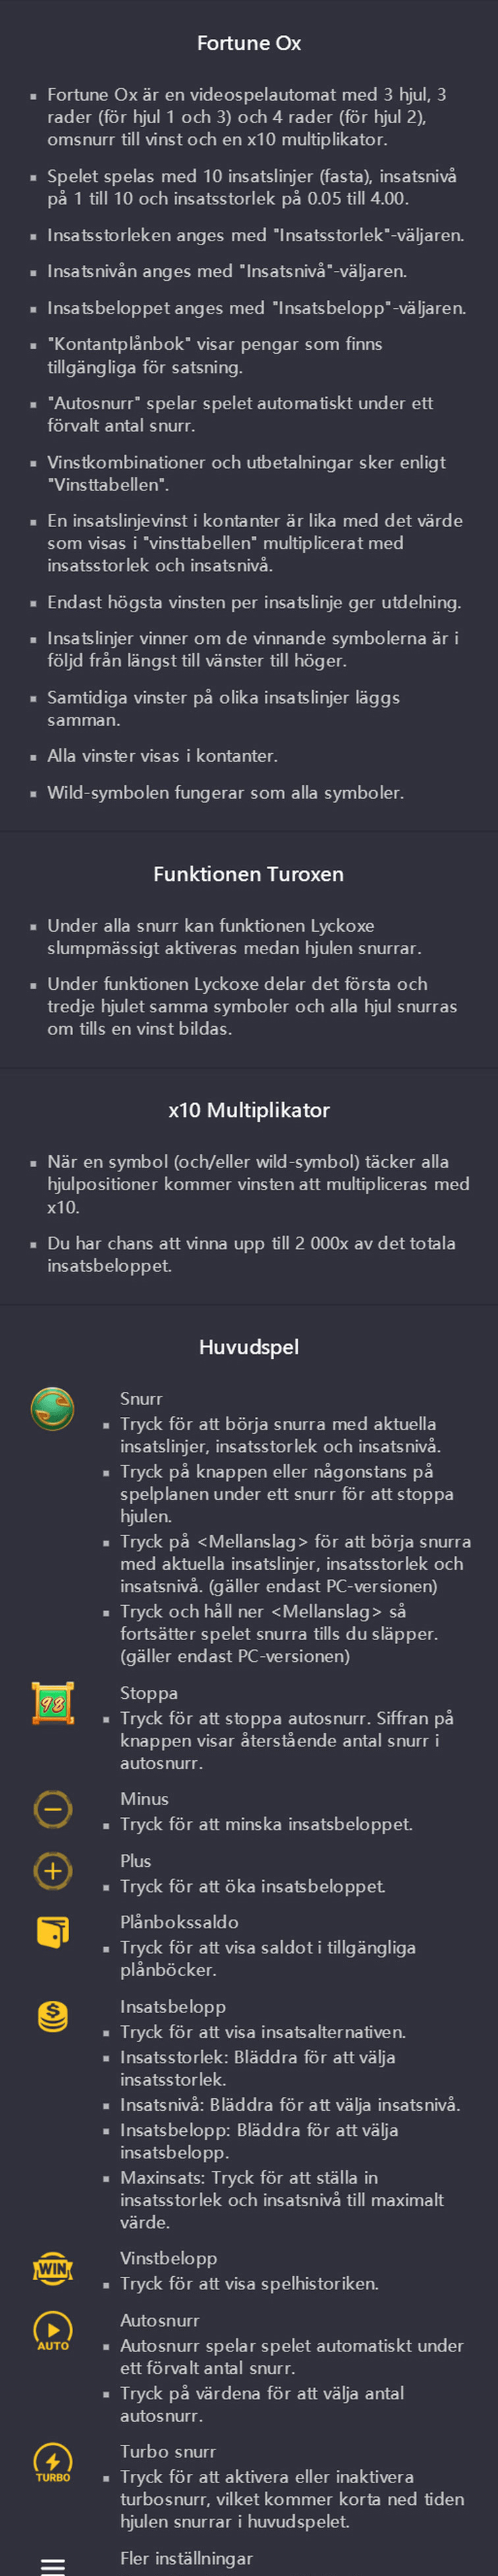 Fortune Ox
Fortune Ox är en videospelautomat med 3 hjul, 3
rader (för hjul 1 och 3) och 4 rader (för hjul 2),
omsnurr till vinst och en x10 multiplikator.
Spelet spelas med 10 insatslinjer (fasta), insatsnivå
på 1 till 10 och insatsstorlek på 0.05 till 4.00.
Insatsstorleken anges med "Insatsstorlek"-väljaren.
Insatsnivån anges med "Insatsnivå"-väljaren.
Insatsbeloppet anges med "Insatsbelopp"-väljaren.
"Kontantplånbok" visar pengar som finns
tillgängliga för satsning.
"Autosnurr" spelar spelet automatiskt under ett
förvalt antal snurr.
Vinstkombinationer och utbetalningar sker enligt
"Vinsttabellen".
En insatslinjevinst i kontanter är lika med det värde
som visas i "vinsttabellen" multiplicerat med
insatsstorlek och insatsnivå.
Endast högsta vinsten per insatslinje ger utdelning.
Insatslinjer vinner om de vinnande symbolerna är i
följd från längst till vänster till höger.
Samtidiga vinster på olika insatslinjer läggs
samman.
Alla vinster visas i kontanter.
Wild-symbolen fungerar som alla symboler.
Funktionen Turoxen
Under alla snurr kan funktionen Lyckoxe
slumpmässigt aktiveras medan hjulen snurrar.
Under funktionen Lyckoxe delar det första och
tredje hjulet samma symboler och alla hjul snurras
om tills en vinst bildas.
x10 Multiplikator
När en symbol (och/eller wild-symbol) täcker alla
hjulpositioner kommer vinsten att multipliceras med
x10.
Du har chans att vinna upp till 2 000x av det totala
insatsbeloppet.
Huvudspel
Snurr
Tryck för att börja snurra med aktuella
insatslinjer, insatsstorlek och insatsnivå.
Tryck på knappen eller någonstans på
spelplanen under ett snurr för att stoppa
hjulen.
Tryck på <Mellanslag> för att börja snurra
med aktuella insatslinjer, insatsstorlek och
insatsnivå. (gäller endast PC-versionen)
Tryck och håll ner <Mellanslag> så
fortsätter spelet snurra tills du släpper.
(gäller endast PC-versionen)
98
Stoppa
Tryck för att stoppa autosnurr. Siffran på
knappen visar återstående antal snurr i
autosnurr.
Minus
Tryck för att minska insatsbeloppet.
Plus
Tryck för att öka insatsbeloppet.
Plånbokssaldo
Tryck för att visa saldot i tillgängliga
plånböcker.
Insatsbelopp
Tryck för att visa insatsalternativen.
Insatsstorlek: Bläddra för att välja
insatsstorlek.
Insatsnivå: Bläddra för att välja insatsnivå.
Insatsbelopp: Bläddra för att välja
insatsbelopp.
Maxinsats: Tryck för att ställa in
insatsstorlek och insatsnivå till maximalt
värde.
WIN
Vinstbelopp
Tryck för att visa spelhistoriken.
AUTO
Autosnurr
Autosnurr spelar spelet automatiskt under
ett förvalt antal snurr.
Tryck på värdena för att välja antal
autosnurr.
TURBO
Turbo snurr
Tryck för att aktivera eller inaktivera
turbosnurr, vilket kommer korta ned tiden
hjulen snurrar i huvudspelet.
Fler inställningar